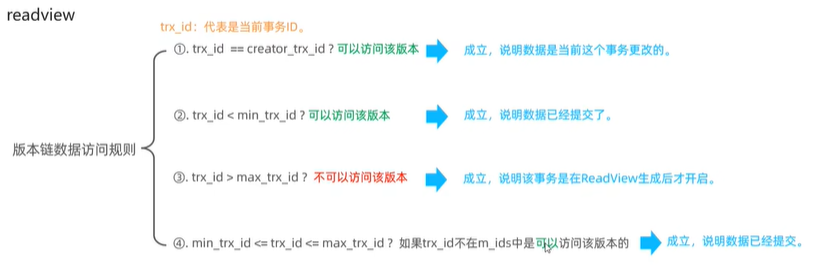 readview
trx_id：代表是当前事务ID。
①. trx_id == creator_trx_id ? 可以访问该版本 成立，说明数据是当前这个事务更改的。
②. trx_id < min_trx_id ? 可以访问该版本 成立，说明数据已经提交了。
版本链数据访问规则
③. trx_id > max_trx_id ? 不可以访问该版本 成立，说明该事务是在ReadView生成后才开启。
④. min_trx_id <= trx_id <= max_trx_id ? 如果trx_id不在m_ids中是可以访问该版本的 成立，说明数据已经提交。